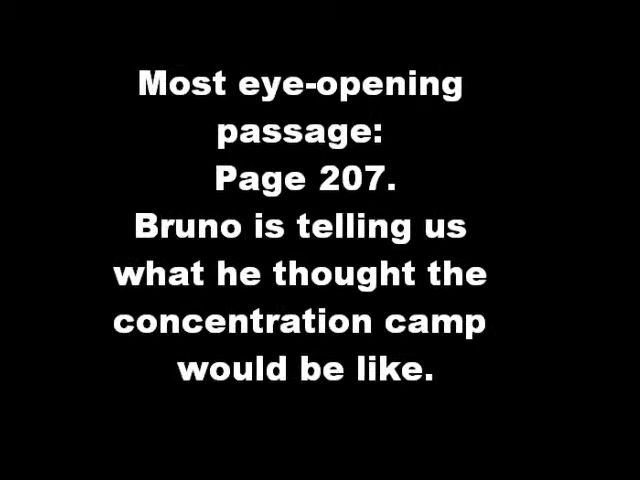 Most eye-opening
passage:
Page 207.
Bruno is telling us
what he thought the
concentration camp
would be like.